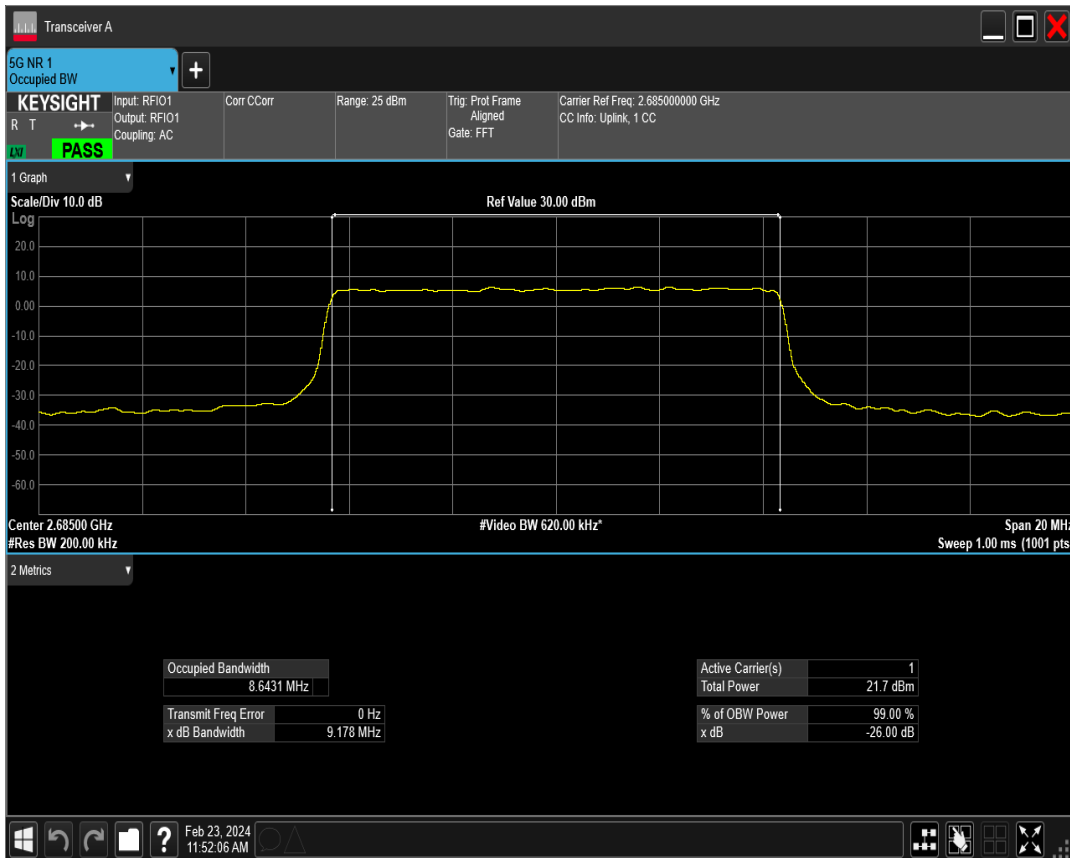 Transceiver A
5G NR 1
Occupied BW
+
KEYSIGHT
R T
LXI
PASS
Input: RFIO1
Output: RFIO1
Coupling: AC
Corr CCorr
Range: 25 dBm
Trig: Prot Frame
Aligned
Gate: FFT
Carrier Ref Freq: 2.685000000 GHz
CC Info: Uplink, 1 CC
1 Graph
Scale/Div 10.0 dB
Ref Value 30.00 dBm
Log
20.0
10.0
0.00
-10.0
-20.0
-30.0
-40.0
-50.0
-60.0
Center 2.68500 GHz
#Video BW 620.00 kHz*
Span 20 MHz
#Res BW 200.00 kHz
Sweep 1.00 ms (1001 pts
2 Metrics
Occupied Bandwidth
8.6431 MHz
Transmit Freq Error 0 Hz
x dB Bandwidth 9.178 MHz
Active Carrier(s) 1
Total Power 21.7 dBm
% of OBW Power 99.00 %
x dB -26.00 dB
?
Feb 23, 2024
11:52:06 AM